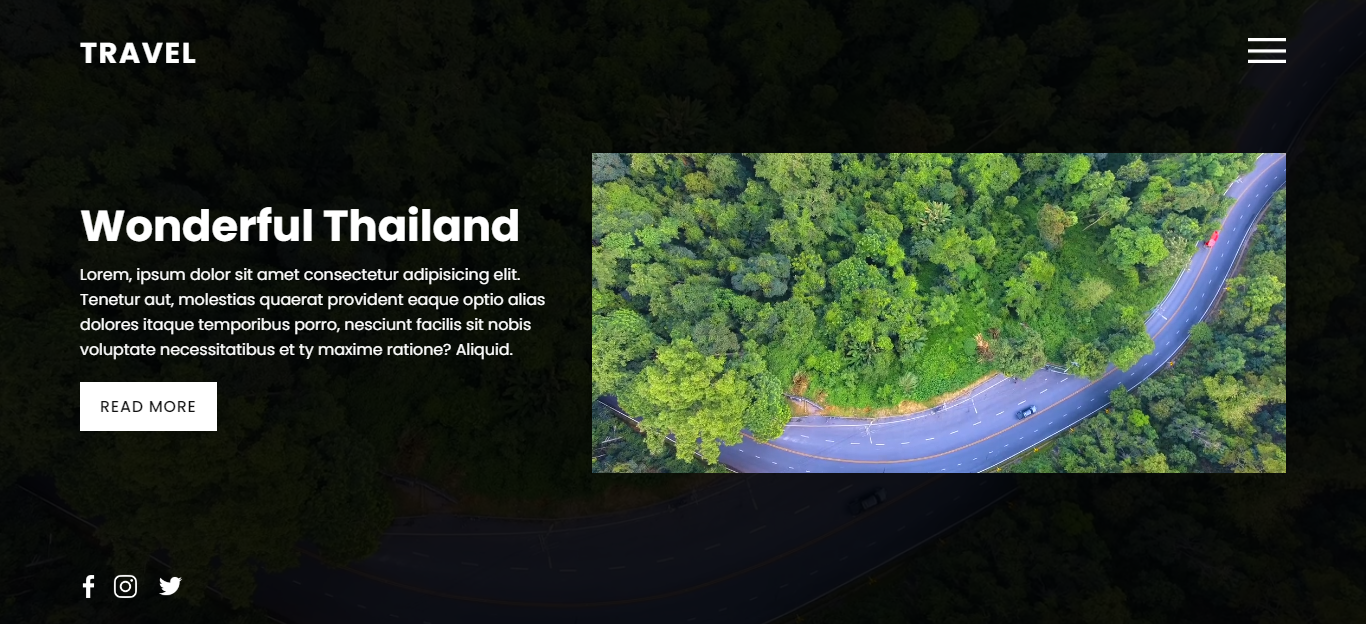 TRAVEL
Wonderful Thailand
Lorem, ipsum dolor sit amet consectetur adipisicing elit.
Tenetur aut, molestias quaerat provident eaque optio alias
dolores itaque temporibus porro, nesciunt facilis sit nobis
voluptate necessitatibus et ty maxime ratione? Aliquid.
READ MORE